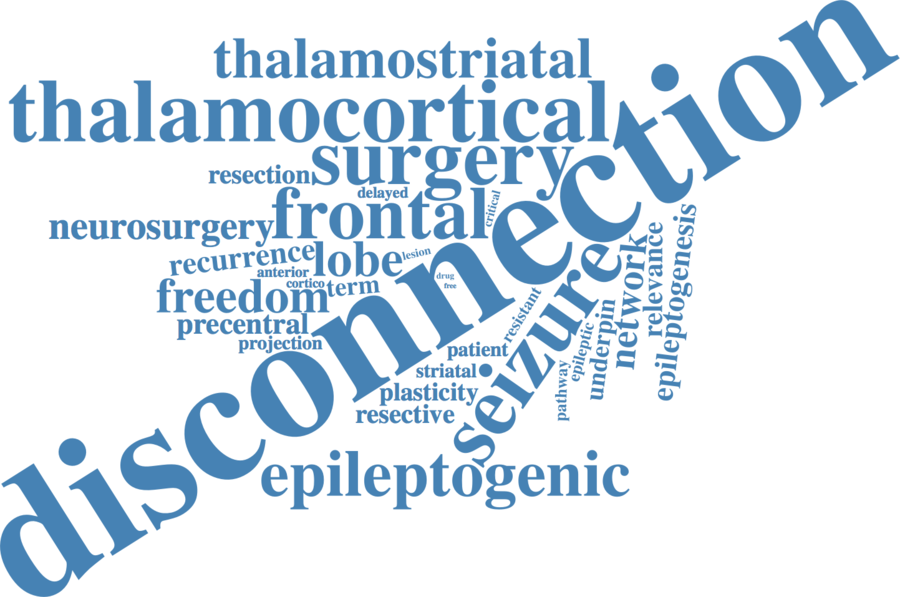 disconnection
thalamostriatal
thalamocortical
surgery
resection
delayed
frontal
critical
neurosurgery
recurrence
lobe
lesion
anterior
cortico
term
drug
free
freedom
precentral
projection
seizure
resistant
patient
striatal
plasticity
resective
pathway
epileptic
underpin
network
relevance
epileptogenesis
epileptogenic